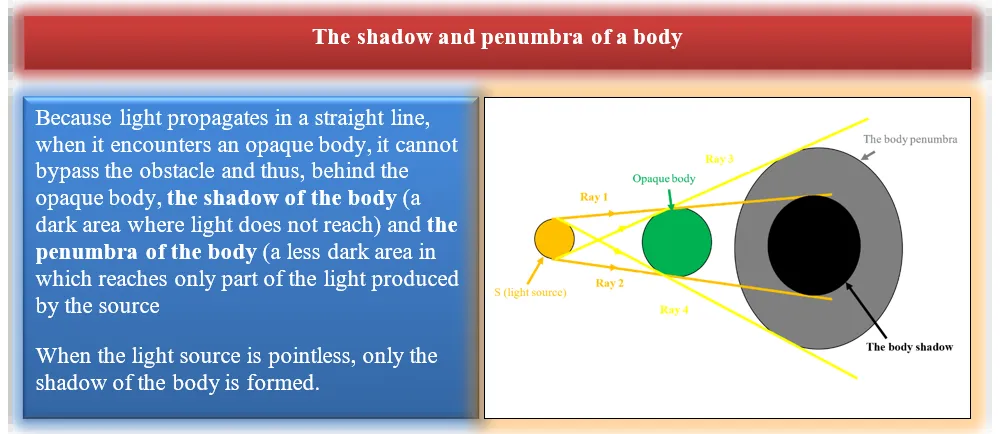 The shadow and penumbra of a body
Because light propagates in a straight line,
when it encounters an opaque body, it cannot
bypass the obstacle and thus, behind the
opaque body, the shadow of the body (a
dark area where light does not reach) and the
penumbra of the body (a less dark area in
which reaches only part of the light produced
by the source
When the light source is pointless, only the
shadow of the body is formed.
The body penumbra
Ray 3
Opaque body
Ray 1
S (light source)
Ray 2
Ray 4
The body shadow